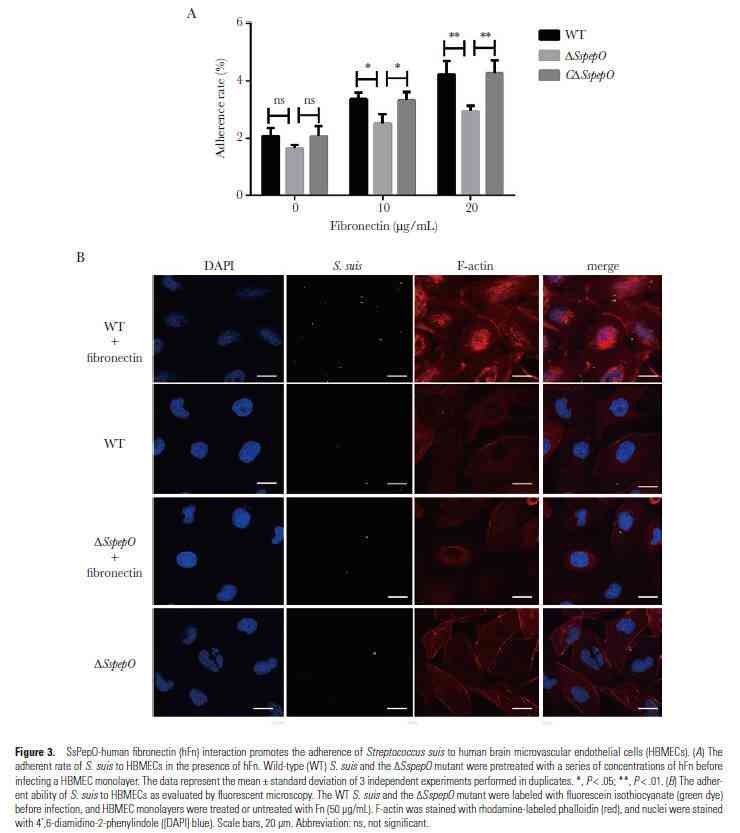 A
6
4
2
0
Adherence rate (%)
ns ns
* *
** **
WT
ΔSspepO
CΔSspepO
0 10 20
Fibronectin (μg/mL)
B
DAPI S. suis F-actin merge
WT
+
fibronectin
WT
ΔSspepO
+
fibronectin
ΔSspepO
Figure 3. SsPepO-human fibronectin (hFn) interaction promotes the adherence of Streptococcus suis to human brain microvascular endothelial cells (HBMECs). (A) The
adherent rate of S. suis to HBMECs in the presence of hFn. Wild-type (WT) S. suis and the ΔSspepO mutant were pretreated with a series of concentrations of hFn before
infecting a HBMEC monolayer. The data represent the mean ± standard deviation of 3 independent experiments performed in duplicates. *, P < .05; **, P < .01. (B) The adher-
ent ability of S. suis to HBMECs as evaluated by fluorescent microscopy. The WT S. suis and the ΔSspepO mutant were labeled with fluorescein isothiocyanate (green dye)
before infection, and HBMEC monolayers were treated or untreated with Fn (50 μg/mL). F-actin was stained with rhodamine-labeled phalloidin (red), and nuclei were stained
with 4′,6-diamidino-2-phenylindole ([DAPI] blue). Scale bars, 20 μm. Abbreviation: ns, not significant.